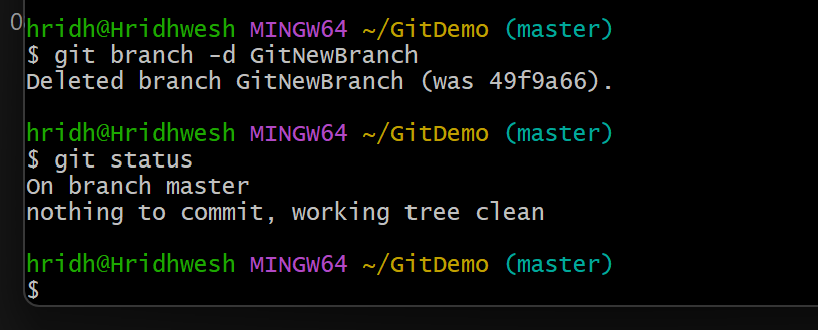 0
hridh@Hridhwesh MINGW64 ~/GitDemo (master)
$ git branch -d GitNewBranch
Deleted branch GitNewBranch (was 49f9a66).
hridh@Hridhwesh MINGW64 ~/GitDemo (master)
$ git status
On branch master
nothing to commit, working tree clean
hridh@Hridhwesh MINGW64 ~/GitDemo (master)
$